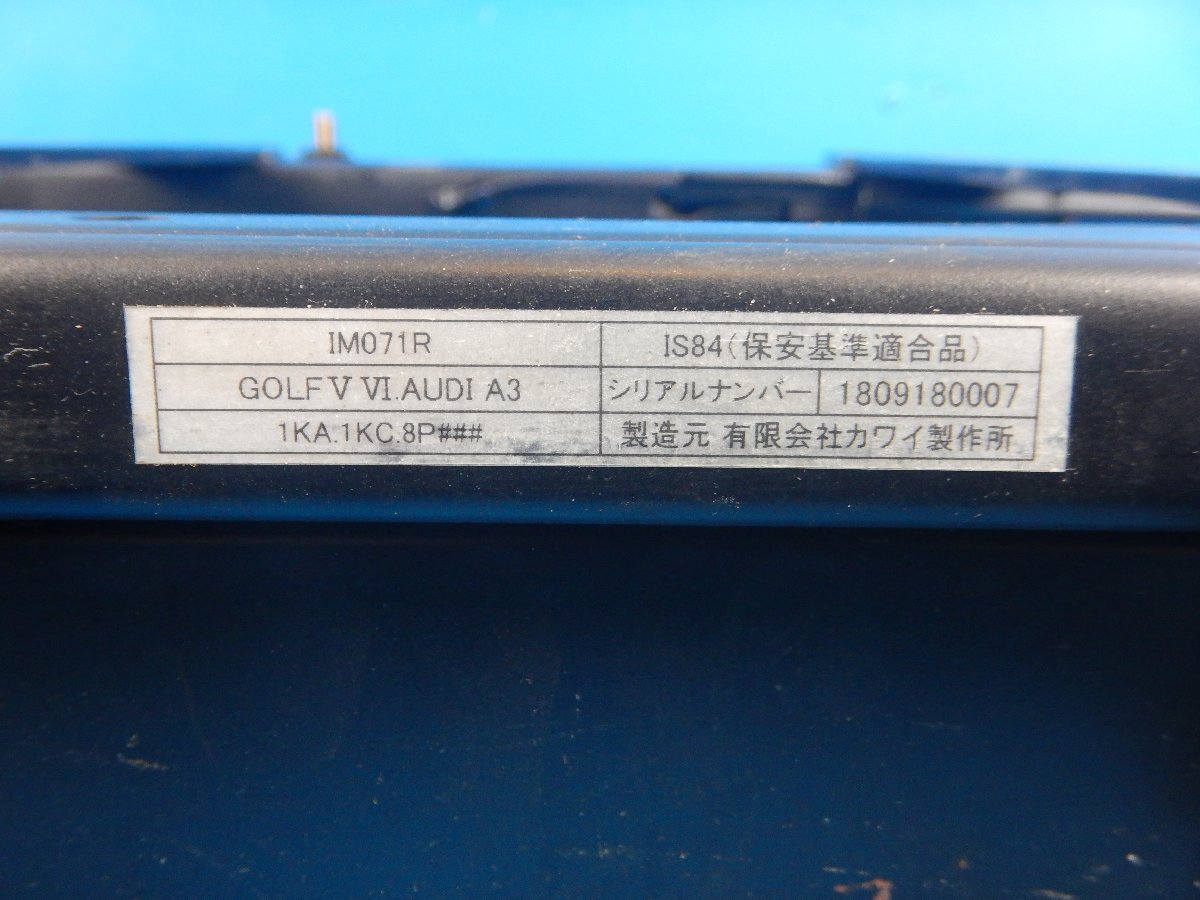 IM071R IS84(保安基準適合品)
GOLFⅤ Ⅵ.AUDI A3 シリアルナンバー 1809180007
1KA.1KC.8P### 製造元 有限会社カワイ製作所